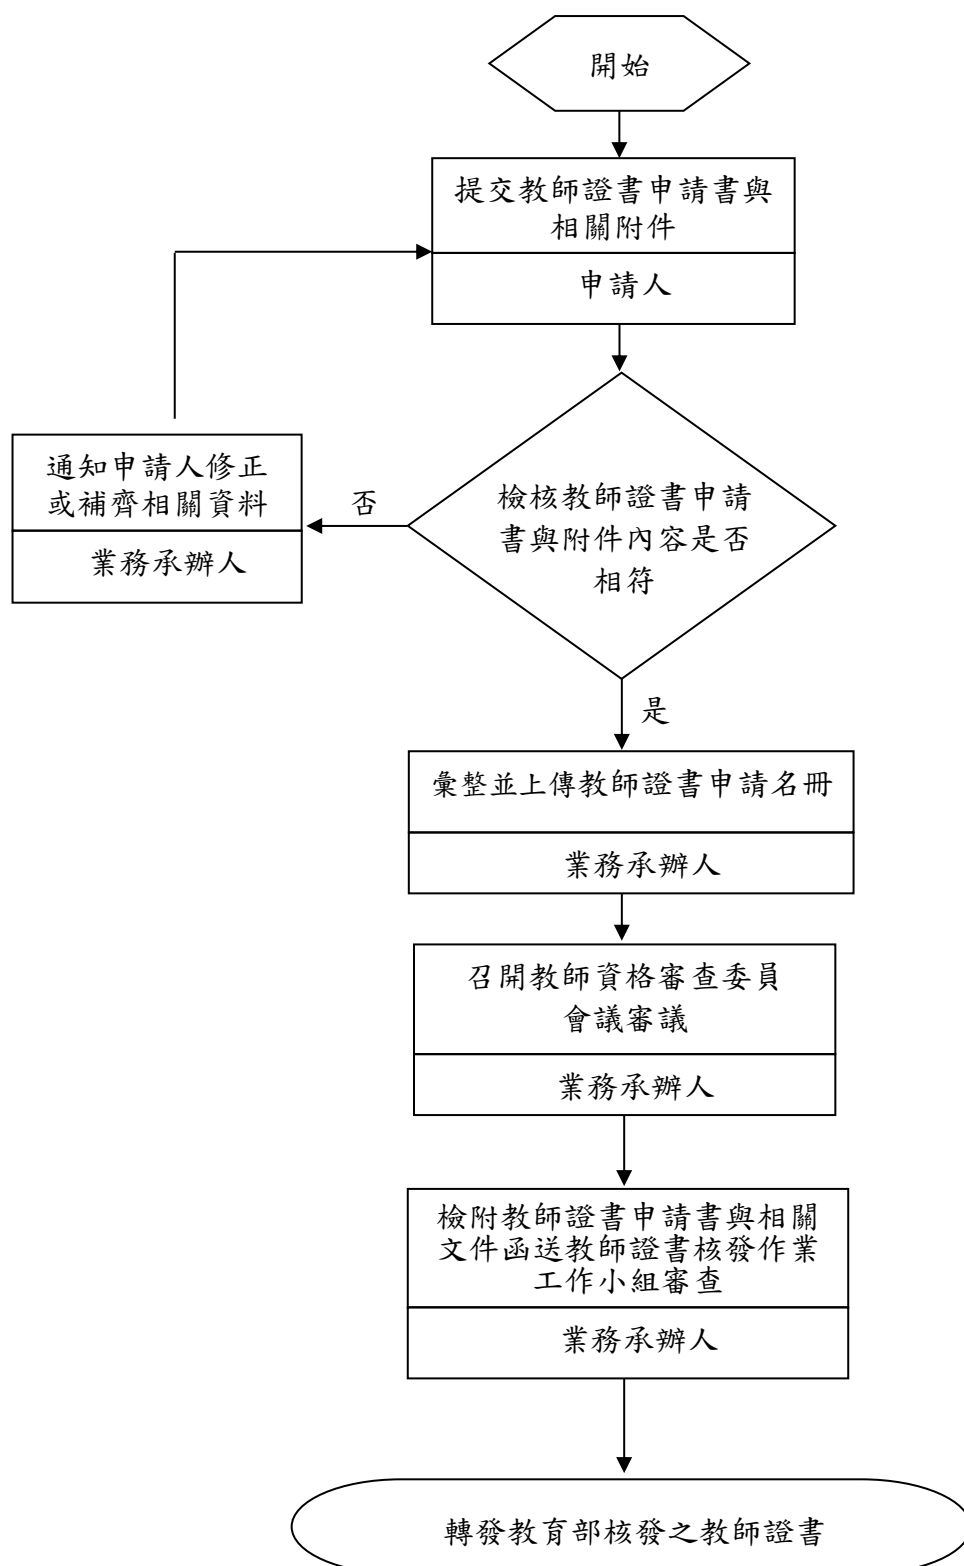 開始
提交教師證書申請書與
相關附件
申請人
通知申請人修正
或補齊相關資料
業務承辦人
否
檢核教師證書申請
書與附件內容是否
相符
是
彙整並上傳教師證書申請名冊
業務承辦人
召開教師資格審查委員
會議審議
業務承辦人
檢附教師證書申請書與相關
文件函送教師證書核發作業
工作小組審查
業務承辦人
轉發教育部核發之教師證書